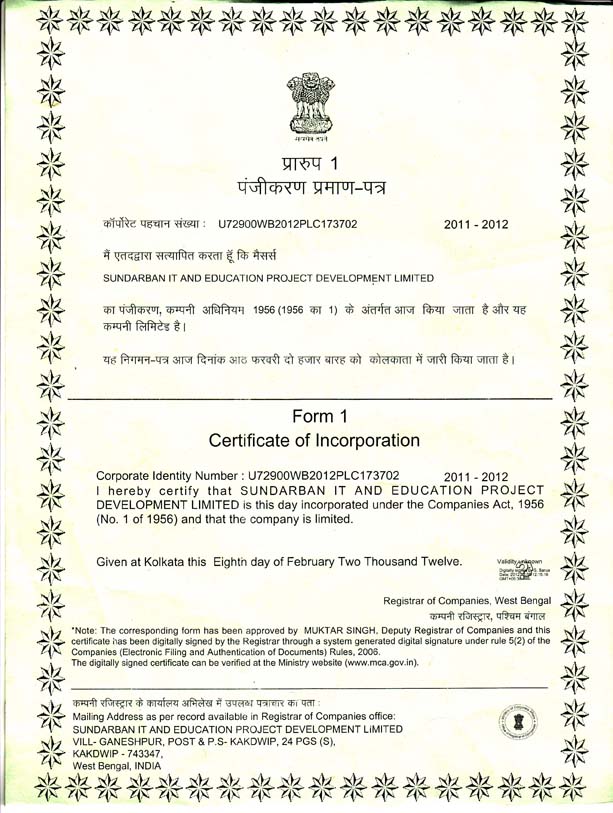 सत्यमेव जयते
प्रारुप 1
पंजीकरण प्रमाण-पत्र
कॉर्पोरेट पहचान संख्या : U72900WB2012PLC173702 2011 - 2012
मैं एतदद्वारा सत्यापित करता हूँ कि मैसर्स
SUNDARBAN IT AND EDUCATION PROJECT DEVELOPMENT LIMITED
का पंजीकरण, कम्पनी अधिनियम 1956 (1956 का 1) के अंतर्गत आज किया जाता है और यह
कम्पनी लिमिटेड है।
यह निगमन-पत्र आज दिनांक आठ फरवरी दो हजार बारह को कोलकाता में जारी किया जाता है।
Form 1
Certificate of Incorporation
Corporate Identity Number : U72900WB2012PLC173702 2011 - 2012
I hereby certify that SUNDARBAN IT AND EDUCATION PROJECT
DEVELOPMENT LIMITED is this day incorporated under the Companies Act, 1956
(No. 1 of 1956) and that the company is limited.
Given at Kolkata this Eighth day of February Two Thousand Twelve.
Validity unknown
Registrar of Companies, West Bengal
कम्पनी रजिस्ट्रार, पश्चिम बंगाल
*Note: The corresponding form has been approved by MUKTAR SINGH, Deputy Registrar of Companies and this
certificate has been digitally signed by the Registrar through a system generated digital signature under rule 5(2) of the
Companies (Electronic Filing and Authentication of Documents) Rules, 2006.
The digitally signed certificate can be verified at the Ministry website (www.mca.gov.in).
कम्पनी रजिस्ट्रार के कार्यालय अभिलेख में उपलब्ध पत्राचार का पता :
Mailing Address as per record available in Registrar of Companies office:
SUNDARBAN IT AND EDUCATION PROJECT DEVELOPMENT LIMITED
VILL- GANESHPUR, POST & P.S- KAKDWIP, 24 PGS (S),
KAKDWIP - 743347,
West Bengal, INDIA